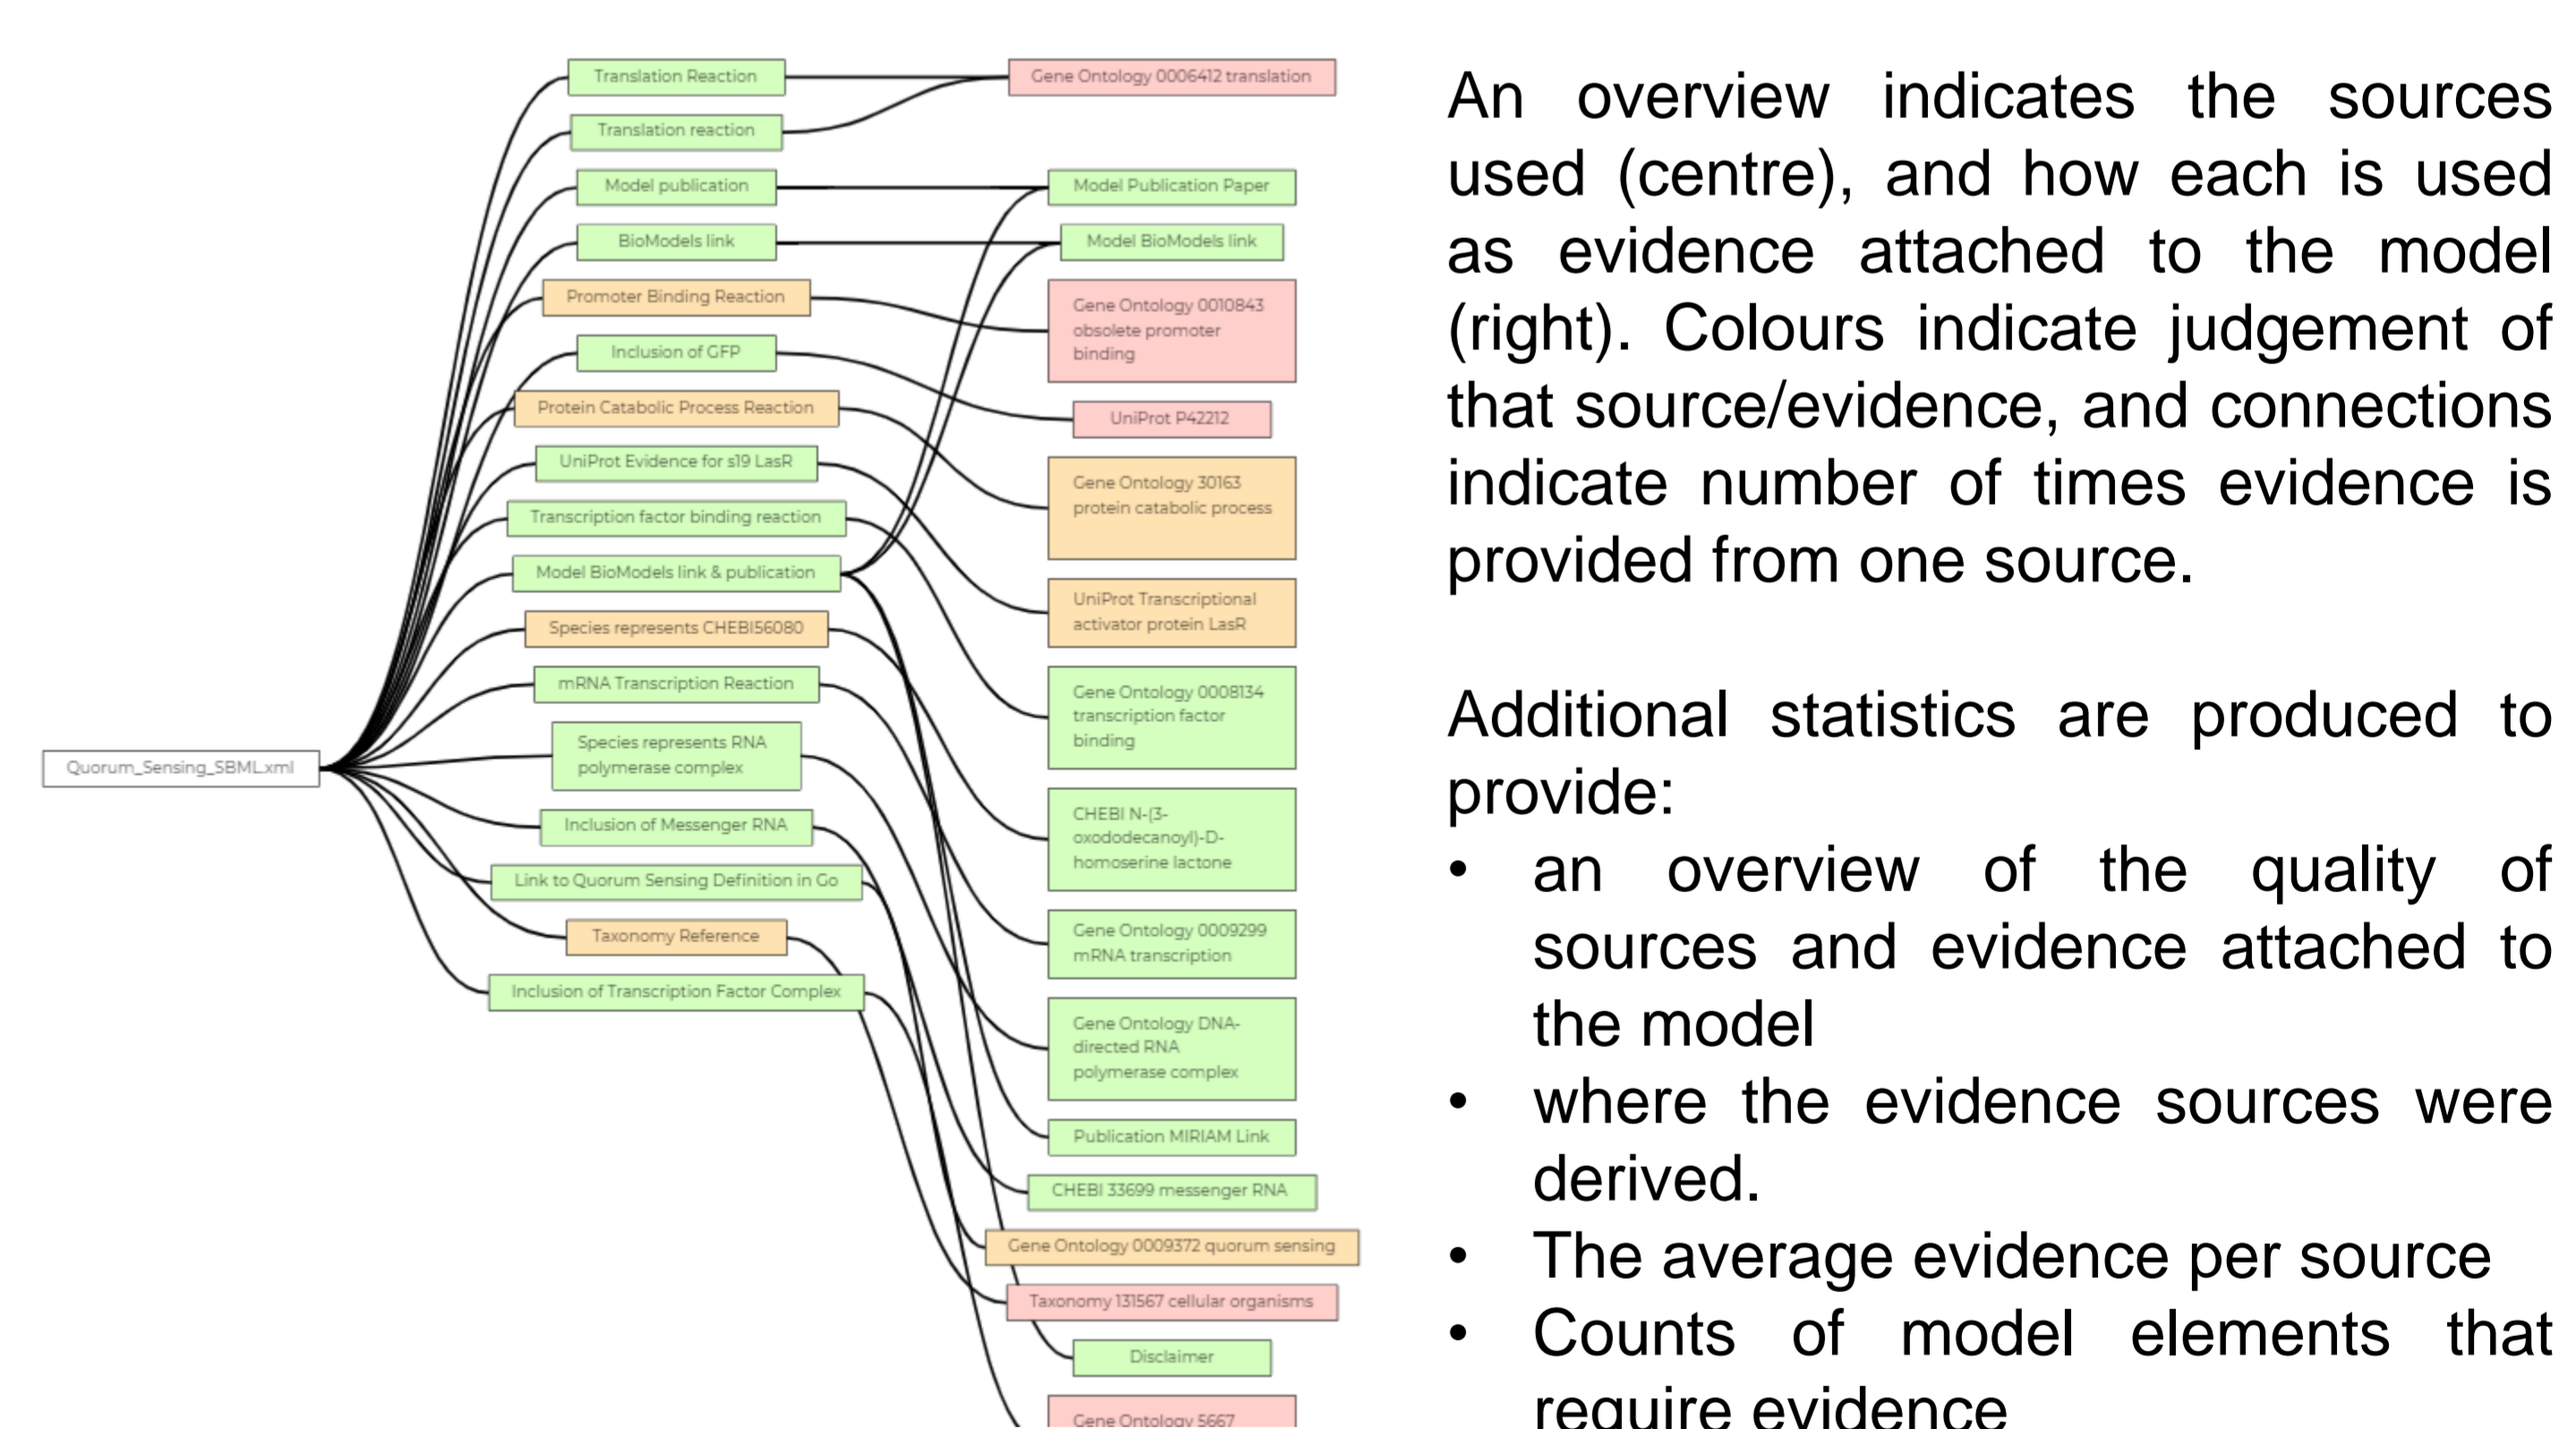 Quorum_Sensing_SBML.xml
Translation Reaction
Translation reaction
Model publication
BioModels link
Promoter Binding Reaction
Inclusion of GFP
Protein Catabolic Process Reaction
UniProt Evidence for s19 LasR
Transcription factor binding reaction
Model BioModels link & publication
Species represents CHEBI56080
mRNA Transcription Reaction
Species represents RNA
polymerase complex
Inclusion of Messenger RNA
Link to Quorum Sensing Definition in Go
Taxonomy Reference
Inclusion of Transcription Factor Complex
Gene Ontology 0006412 translation
Model Publication Paper
Model BioModels link
Gene Ontology 0010843
obsolete promoter
binding
UniProt P42212
Gene Ontology 30163
protein catabolic process
UniProt Transcriptional
activator protein LasR
Gene Ontology 0008134
transcription factor
binding
CHEBI N-(3-
oxododecanoyl)-D-
homoserine lactone
Gene Ontology 0009299
mRNA transcription
Gene Ontology DNA-
directed RNA
polymerase complex
Publication MIRIAM Link
CHEBI 33699 messenger RNA
Gene Ontology 0009372 quorum sensing
Taxonomy 131567 cellular organisms
Disclaimer
Gene Ontology 5667
An overview indicates the sources
used (centre), and how each is used
as evidence attached to the model
(right). Colours indicate judgement of
that source/evidence, and connections
indicate number of times evidence is
provided from one source.
Additional statistics are produced to
provide:
• an overview of the quality of
sources and evidence attached to
the model
• where the evidence sources were
derived.
• The average evidence per source
• Counts of model elements that
require evidence